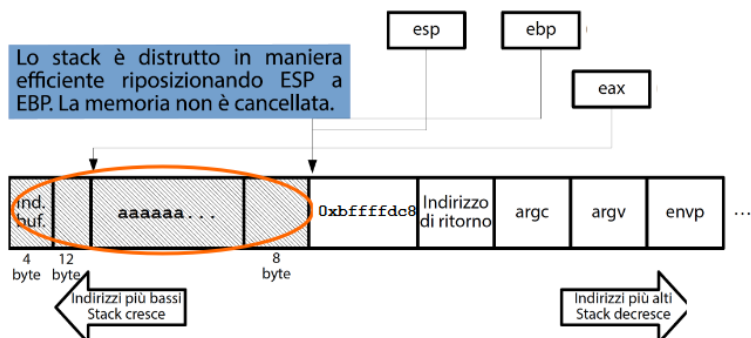 esp
ebp
eax
Lo stack è distrutto in maniera
efficiente riposizionando ESP a
EBP. La memoria non è cancellata.
ind.
buf.
aaaaaa...
0xbffffdc8
Indirizzo
di ritorno
argc
argv
envp
...
4
byte
12
byte
8
byte
Indirizzi più bassi
Stack cresce
Indirizzi più alti
Stack decresce